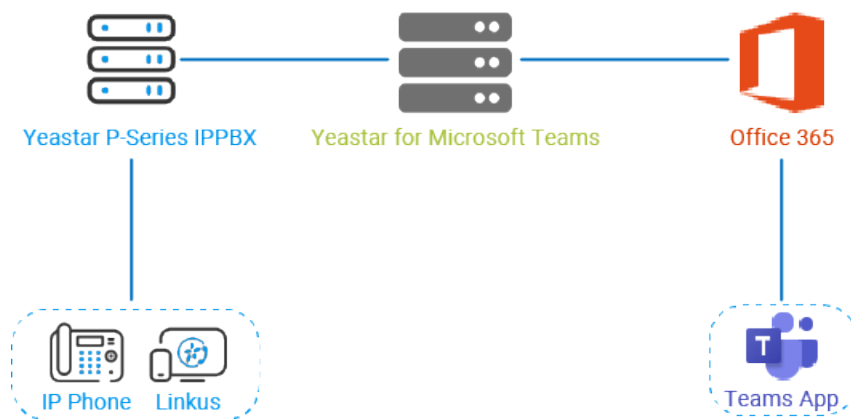 Yeastar P-Series IPPBX
Yeastar for Microsoft Teams
Office 365
IP Phone
Linkus
T
Teams App